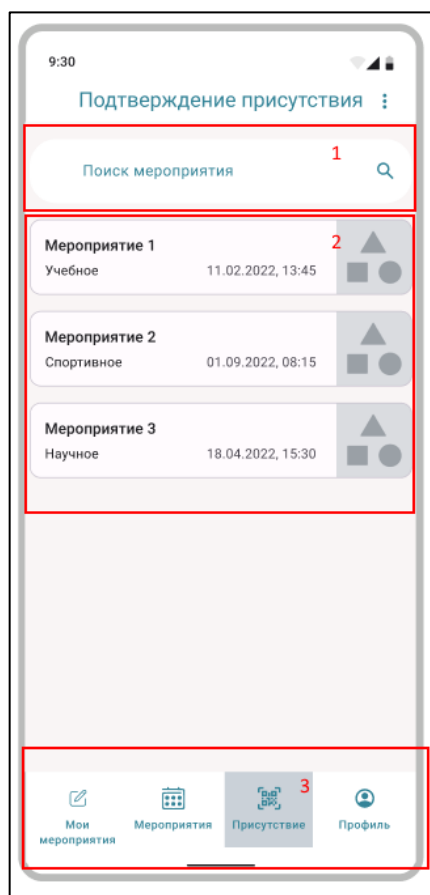 9:30
Подтверждение присутствия
1
Поиск мероприятия
2
Мероприятие 1
Учебное 11.02.2022, 13:45
Мероприятие 2
Спортивное 01.09.2022, 08:15
Мероприятие 3
Научное 18.04.2022, 15:30
3
Мои мероприятия
Мероприятия
Присутствие
Профиль